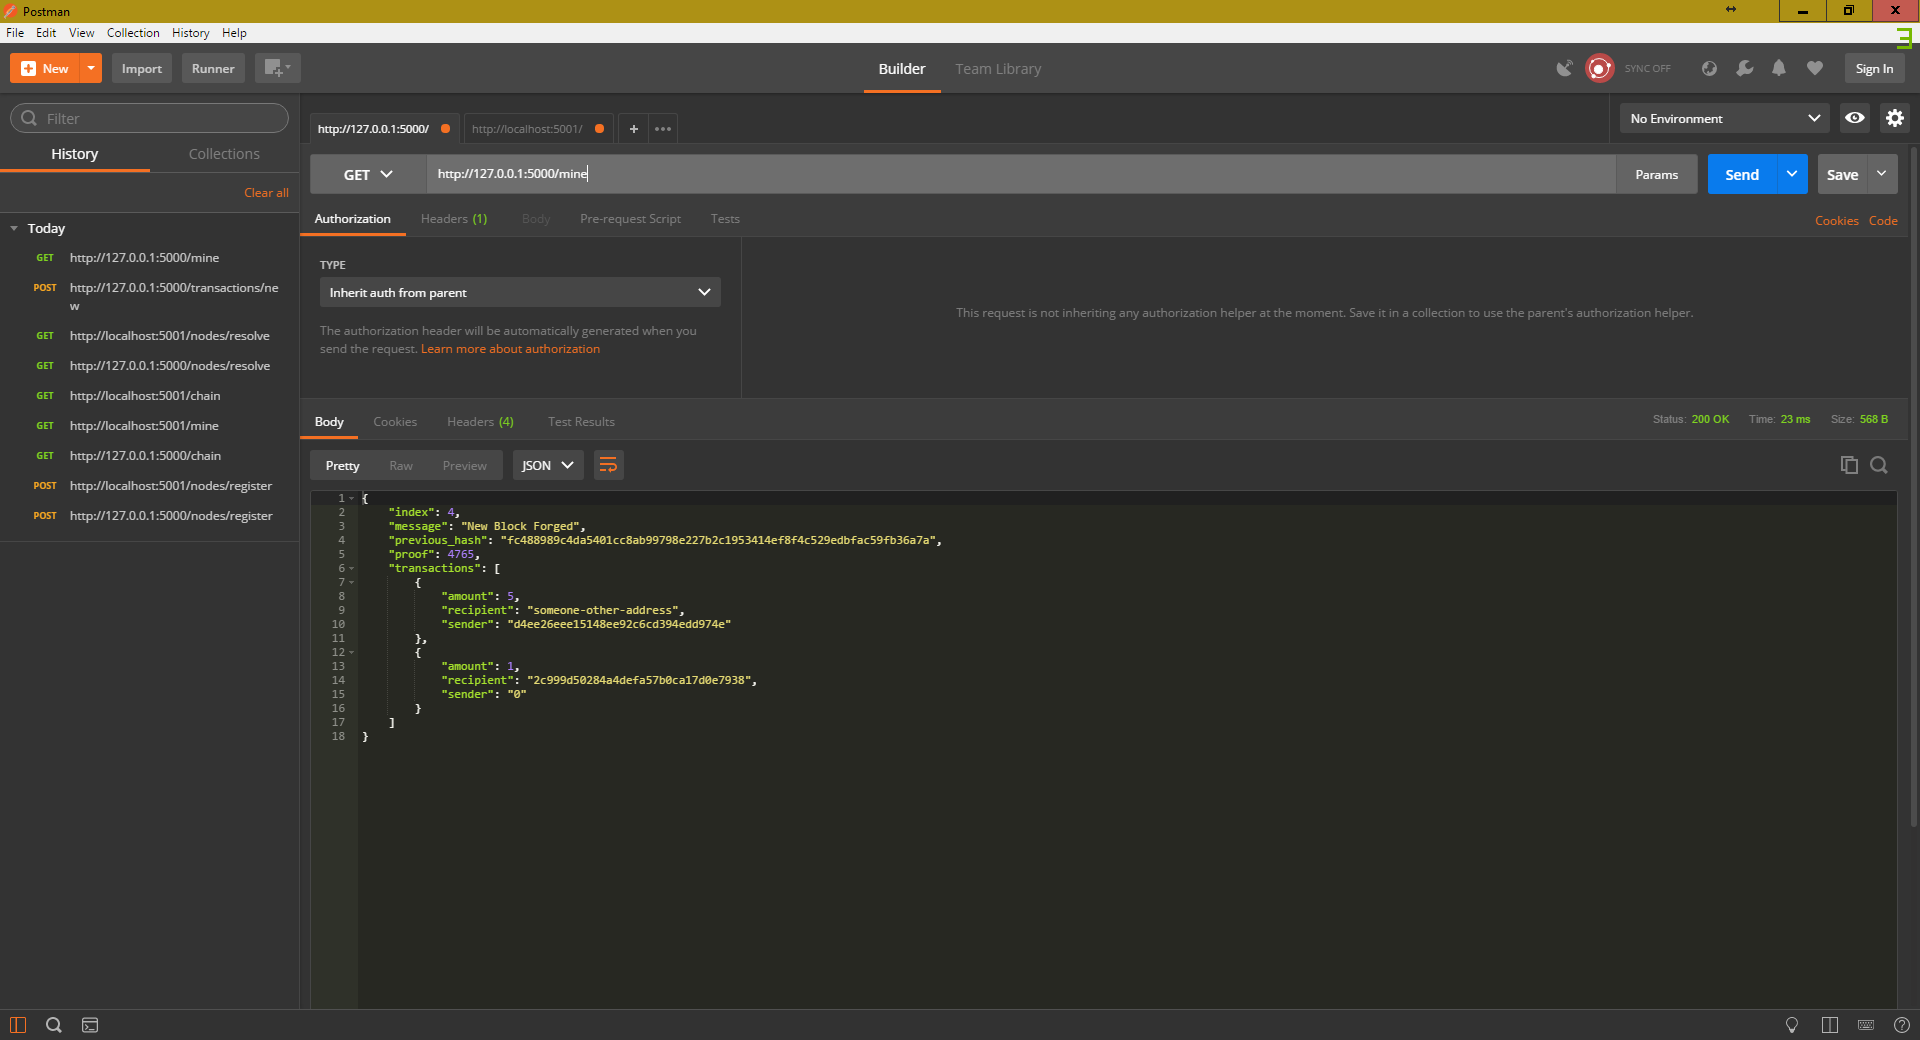 Postman
File Edit View Collection History Help
New Import Runner Builder Team Library SYNC OFF Sign In
Filter
History Collections
Clear all
Today
GET http://127.0.0.1:5000/mine
POST http://127.0.0.1:5000/transactions/ne
w
GET http://localhost:5001/nodes/resolve
GET http://127.0.0.1:5000/nodes/resolve
GET http://localhost:5001/chain
GET http://localhost:5001/mine
GET http://127.0.0.1:5000/chain
POST http://localhost:5001/nodes/register
POST http://127.0.0.1:5000/nodes/register
http://127.0.0.1:5000/ http://localhost:5001/ + ••• No Environment
GET http://127.0.0.1:5000/mine Params Send Save
Authorization Headers (1) Body Pre-request Script Tests Cookies Code
TYPE
Inherit auth from parent
The authorization header will be automatically generated when you
send the request. Learn more about authorization
This request is not inheriting any authorization helper at the moment. Save it in a collection to use the parent's authorization helper.
Body Cookies Headers (4) Test Results Status: 200 OK Time: 23 ms Size: 568 B
Pretty Raw Preview JSON
1 {
2 "index": 4,
3 "message": "New Block Forged",
4 "previous_hash": "fc488989c4da5401cc8ab99798e227b2c1953414ef8f4c529edbfac59fb36a7a",
5 "proof": 4765,
6 "transactions": [
7 {
8 "amount": 5,
9 "recipient": "someone-other-address",
10 "sender": "d4ee26eee15148ee92c6cd394edd974e"
11 },
12 {
13 "amount": 1,
14 "recipient": "2c999d50284a4defa57b0ca17d0e7938",
15 "sender": "0"
16 }
17 ]
18 }